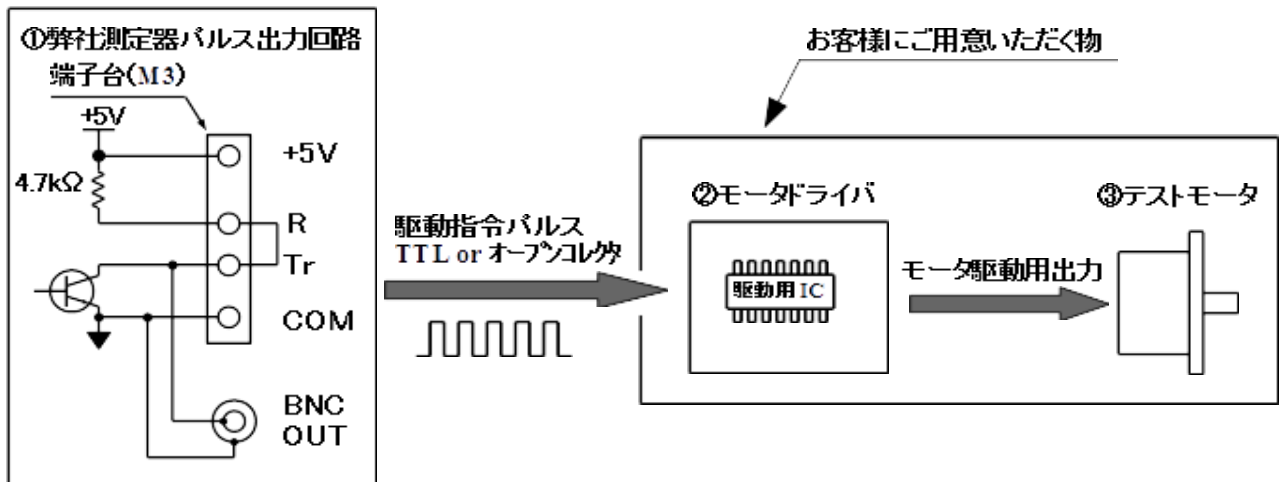 ①弊社測定器パルス出力回路
端子台(M3)
+5V
+5V
4.7kΩ
R
Tr
COM
BNC
OUT
駆動指令パルス
TTL or オープンコレクタ
お客様にご用意いただく物
②モータドライバ
駆動用IC
モータ駆動用出力
③テストモータ